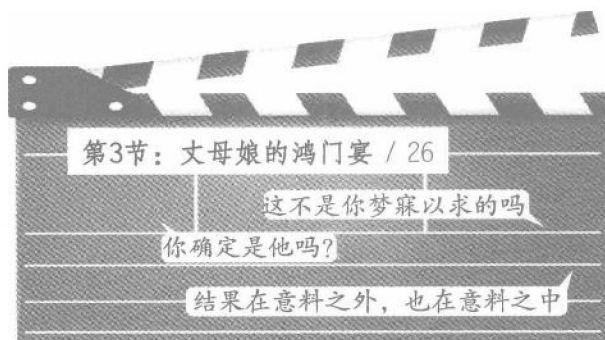 第3节：丈母娘的鸿门宴 / 26
这不是你梦寐以求的吗
你确定是他吗？
结果在意料之外，也在意料之中